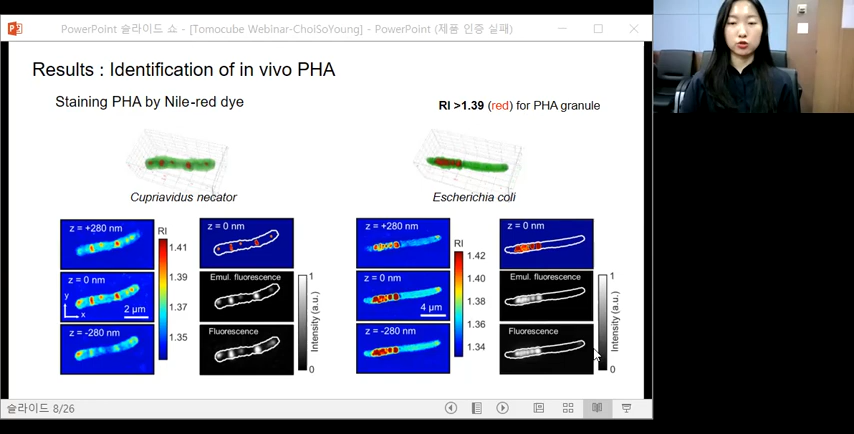 PowerPoint 슬라이드 쇼 - [Tomocube Webinar-ChoiSoYoung] - PowerPoint (제품 인증 실패)
Results : Identification of in vivo PHA
Staining PHA by Nile-red dye
RI >1.39 (red) for PHA granule
Cupriavidus necator
Escherichia coli
z = +280 nm
RI
1.41
1.39
1.37
1.35
z = 0 nm
y
x
2 μm
z = -280 nm
z = 0 nm
Emul. fluorescence
Fluorescence
1
Intensity (a.u.)
0
z = +280 nm
RI
1.42
1.40
1.38
1.36
1.34
z = 0 nm
4 μm
z = -280 nm
z = 0 nm
Emul. fluorescence
Fluorescence
1
Intensity (a.u.)
0
슬라이드 8/26